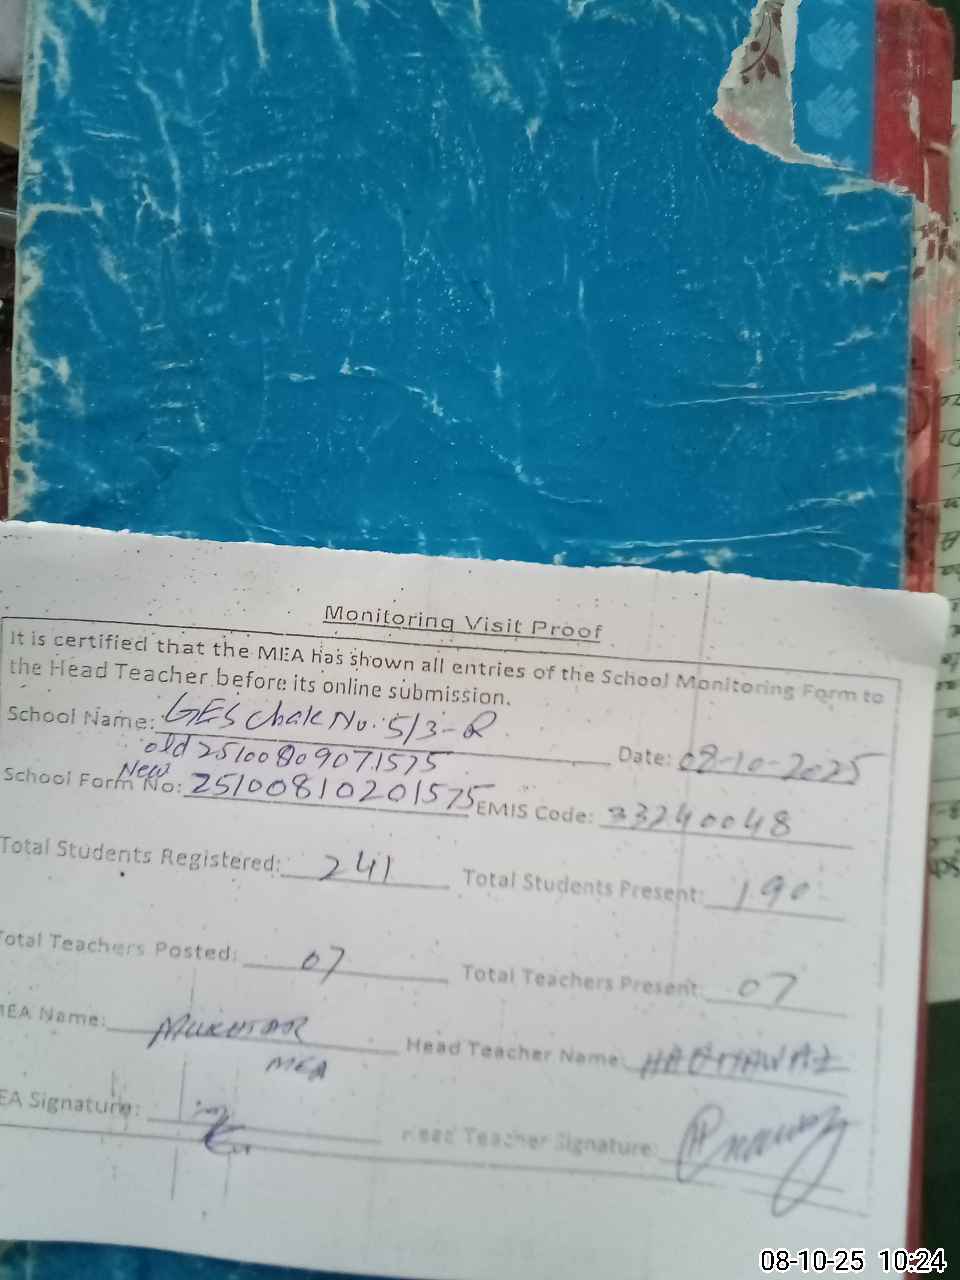 Monitoring Visit Proof
It is certified that the MEA has shown all entries of the School Monitoring Form to
the Head Teacher before its online submission.
School Name: GES Chak No. 5/3-R
Date: 08-10-2025
old 25100809071575
New
School Form No: 25100810201575
EMIS Code: 33240048
Total Students Registered: 241
Total Students Present: 190
Total Teachers Posted: 07
Total Teachers Present: 07
MEA Name: MUKHTAR
MEA
Head Teacher Name:
EA Signature:
Head Teacher Signature:
08-10-25 10:24